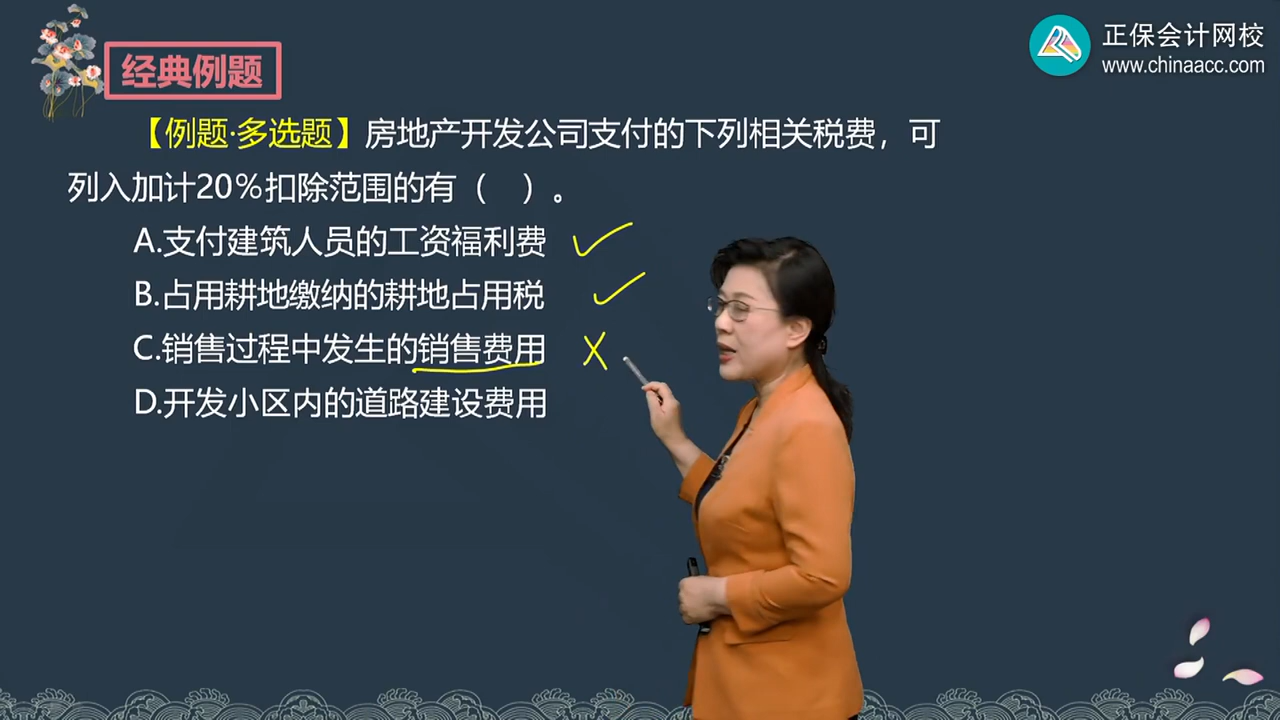 正保会计网校
www.chinaacc.com
经典例题
【例题·多选题】房地产开发公司支付的下列相关税费，可
列入加计20%扣除范围的有（ ）。
A.支付建筑人员的工资福利费
B.占用耕地缴纳的耕地占用税
C.销售过程中发生的销售费用
D.开发小区内的道路建设费用